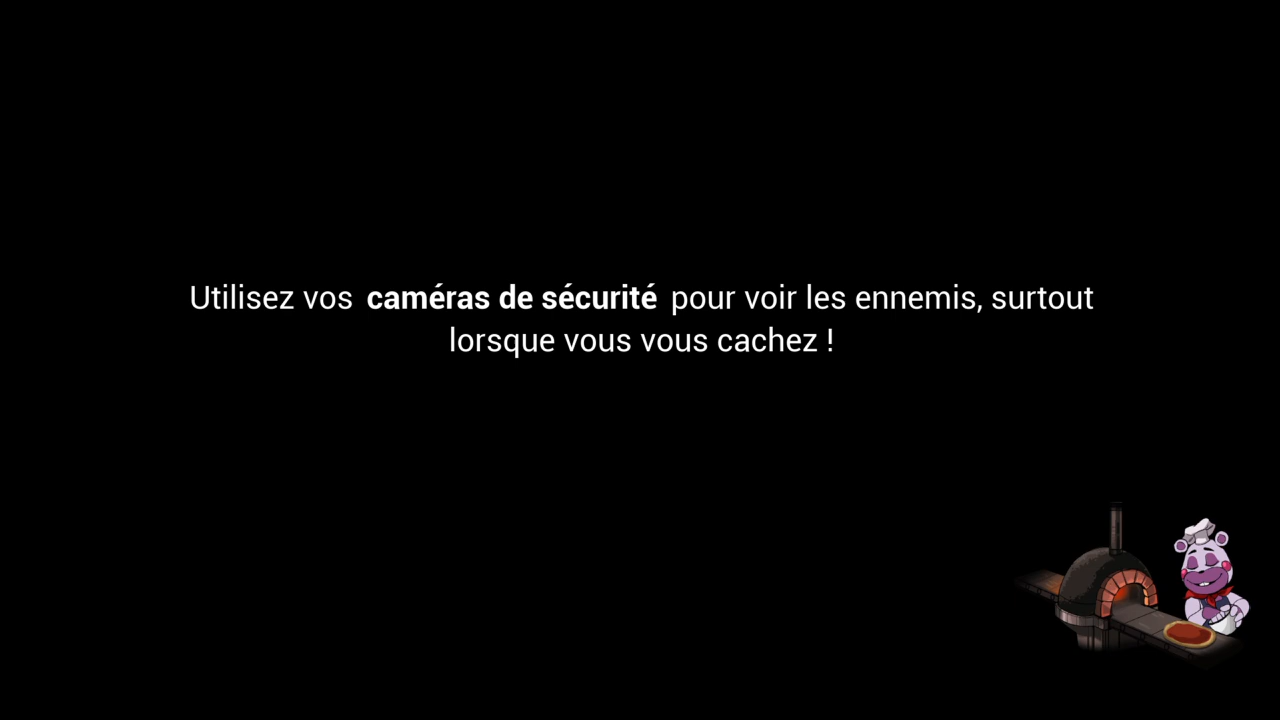 Utilisez vos caméras de sécurité pour voir les ennemis, surtout
lorsque vous vous cachez !